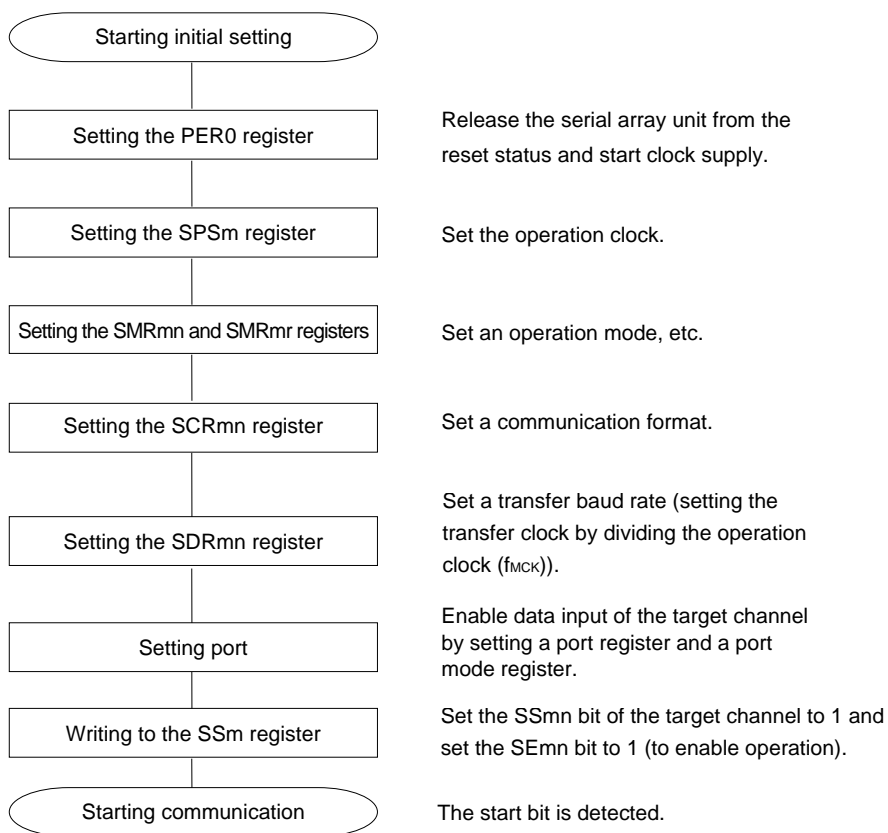 Starting initial setting
Setting the PER0 register
Release the serial array unit from the
reset status and start clock supply.
Setting the SPSm register
Set the operation clock.
Setting the SMRmn and SMRmr registers
Set an operation mode, etc.
Setting the SCRmn register
Set a communication format.
Setting the SDRmn register
Set a transfer baud rate (setting the
transfer clock by dividing the operation
clock (fMCK)).
Setting port
Enable data input of the target channel
by setting a port register and a port
mode register.
Writing to the SSm register
Set the SSmn bit of the target channel to 1 and
set the SEmn bit to 1 (to enable operation).
Starting communication
The start bit is detected.